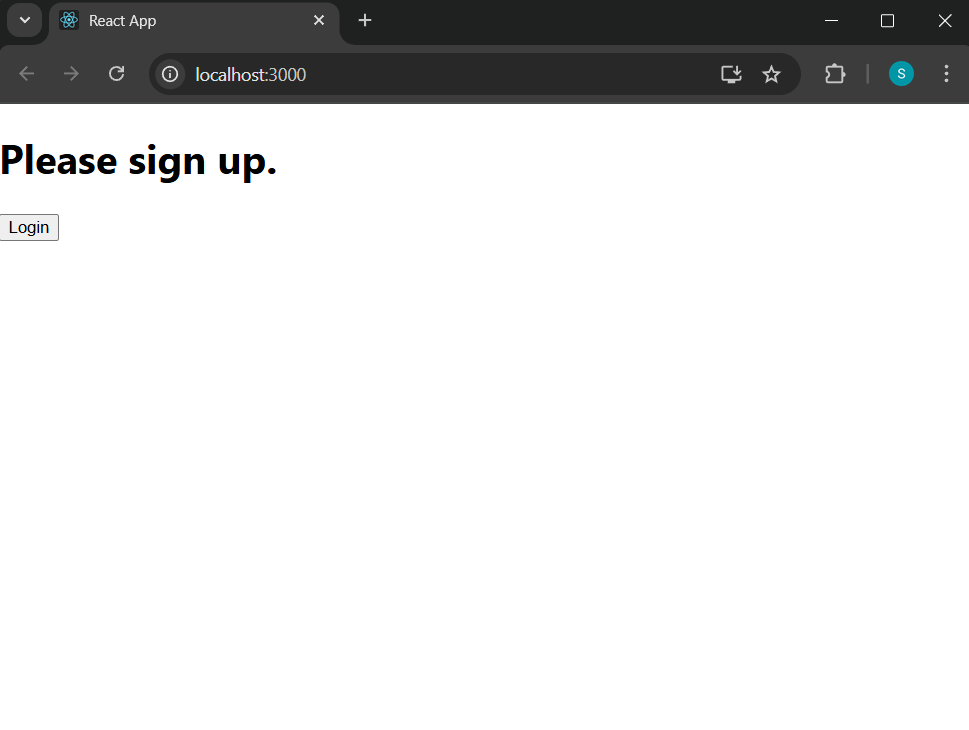 React App
localhost:3000
S
Please sign up.
Login